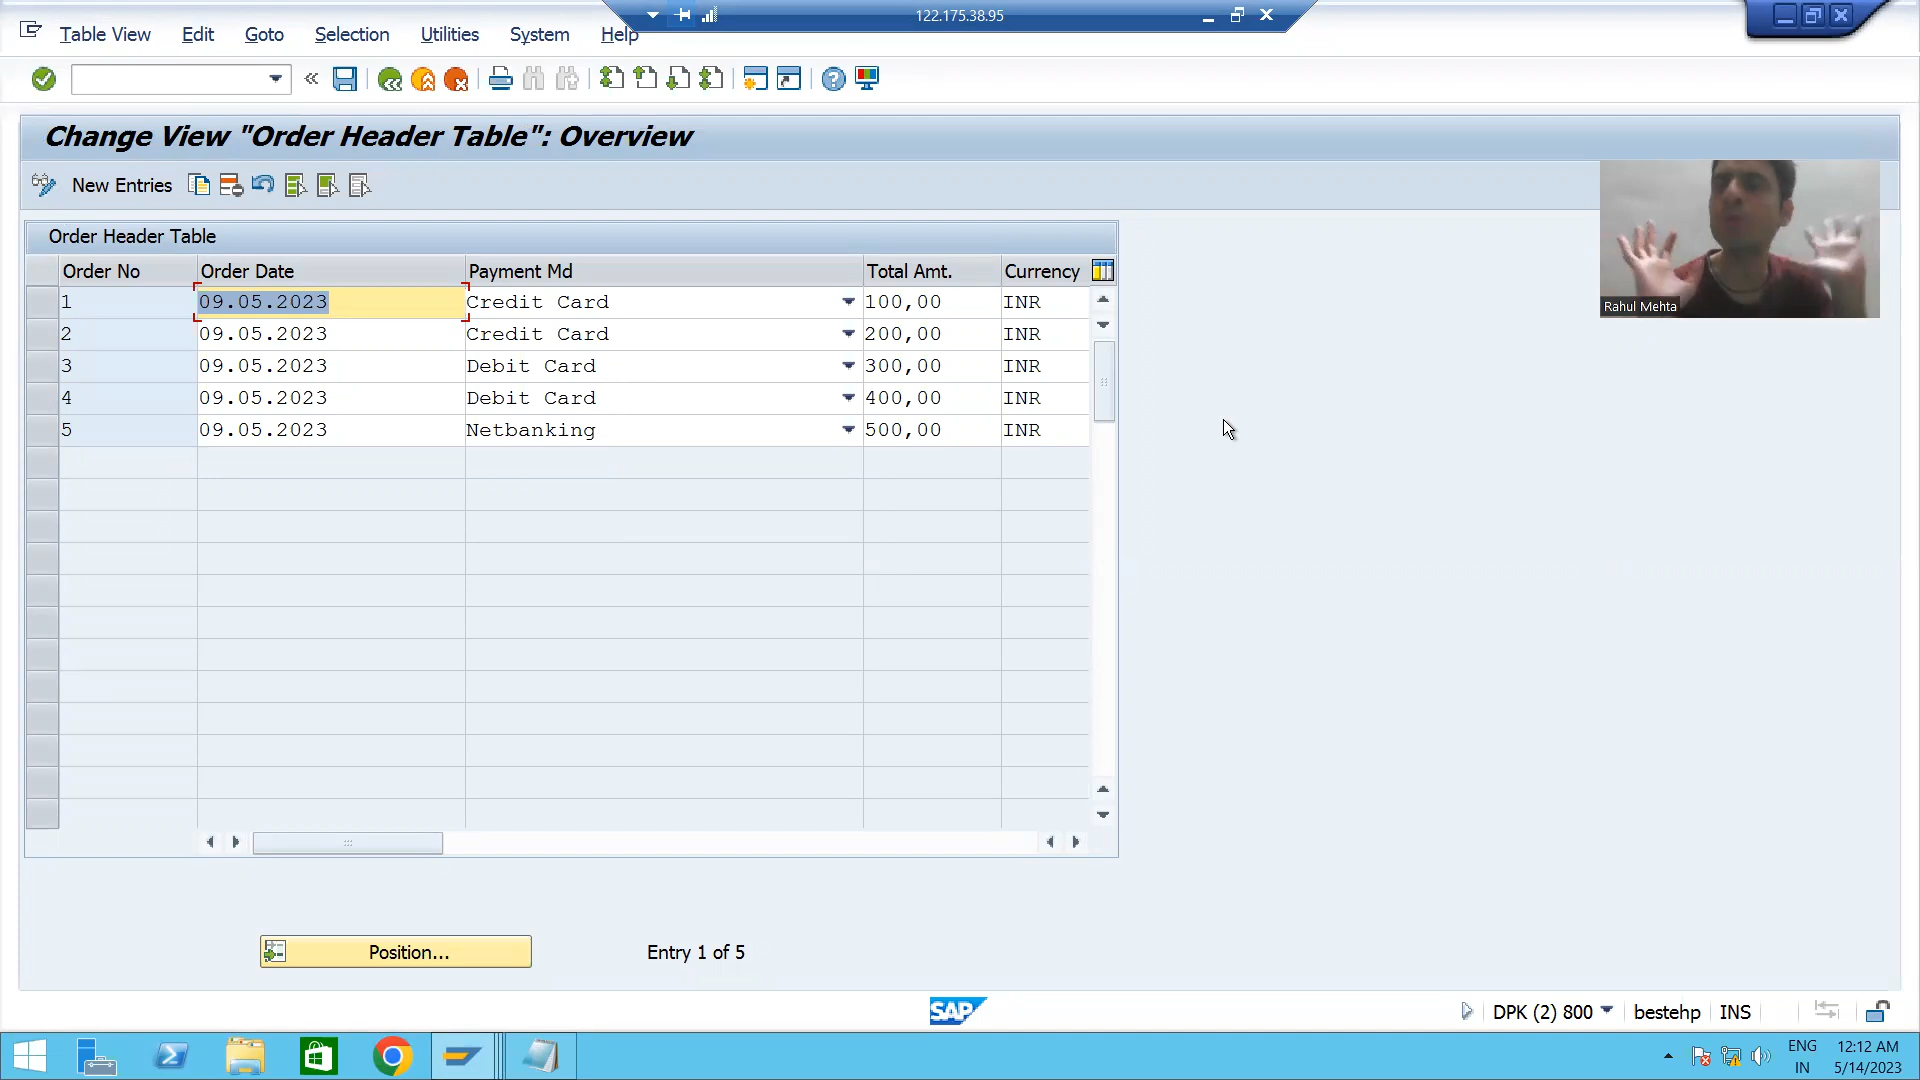 122.175.38.95
Table View Edit Goto Selection Utilities System Help
Change View "Order Header Table": Overview
New Entries
Order Header Table
Order No Order Date Payment Md Total Amt. Currency
1 09.05.2023 Credit Card 100,00 INR
2 09.05.2023 Credit Card 200,00 INR
3 09.05.2023 Debit Card 300,00 INR
4 09.05.2023 Debit Card 400,00 INR
5 09.05.2023 Netbanking 500,00 INR
Rahul Mehta
Position... Entry 1 of 5
SAP DPK (2) 800 bestehp INS
ENG 12:12 AM
IN 5/14/2023